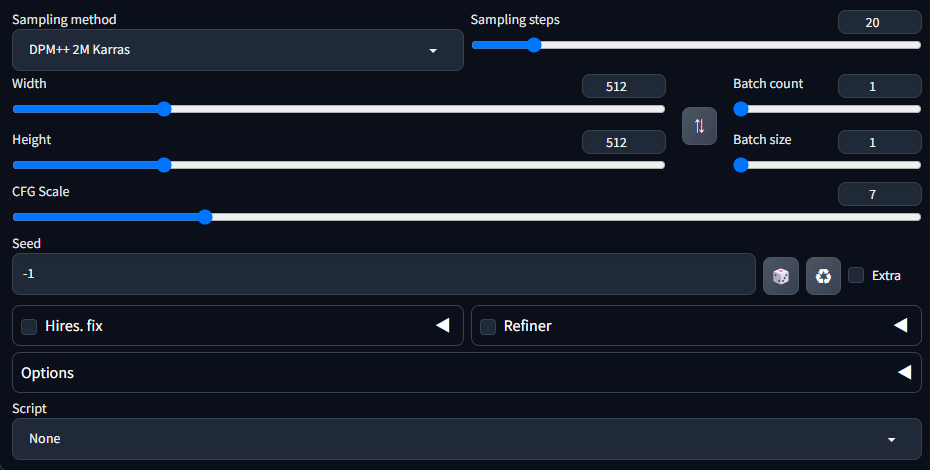 Sampling method
DPM++ 2M Karras
Sampling steps
20
Width
512
Height
512
Batch count
1
Batch size
1
CFG Scale
7
Seed
-1
Extra
Hires. fix
Refiner
Options
Script
None